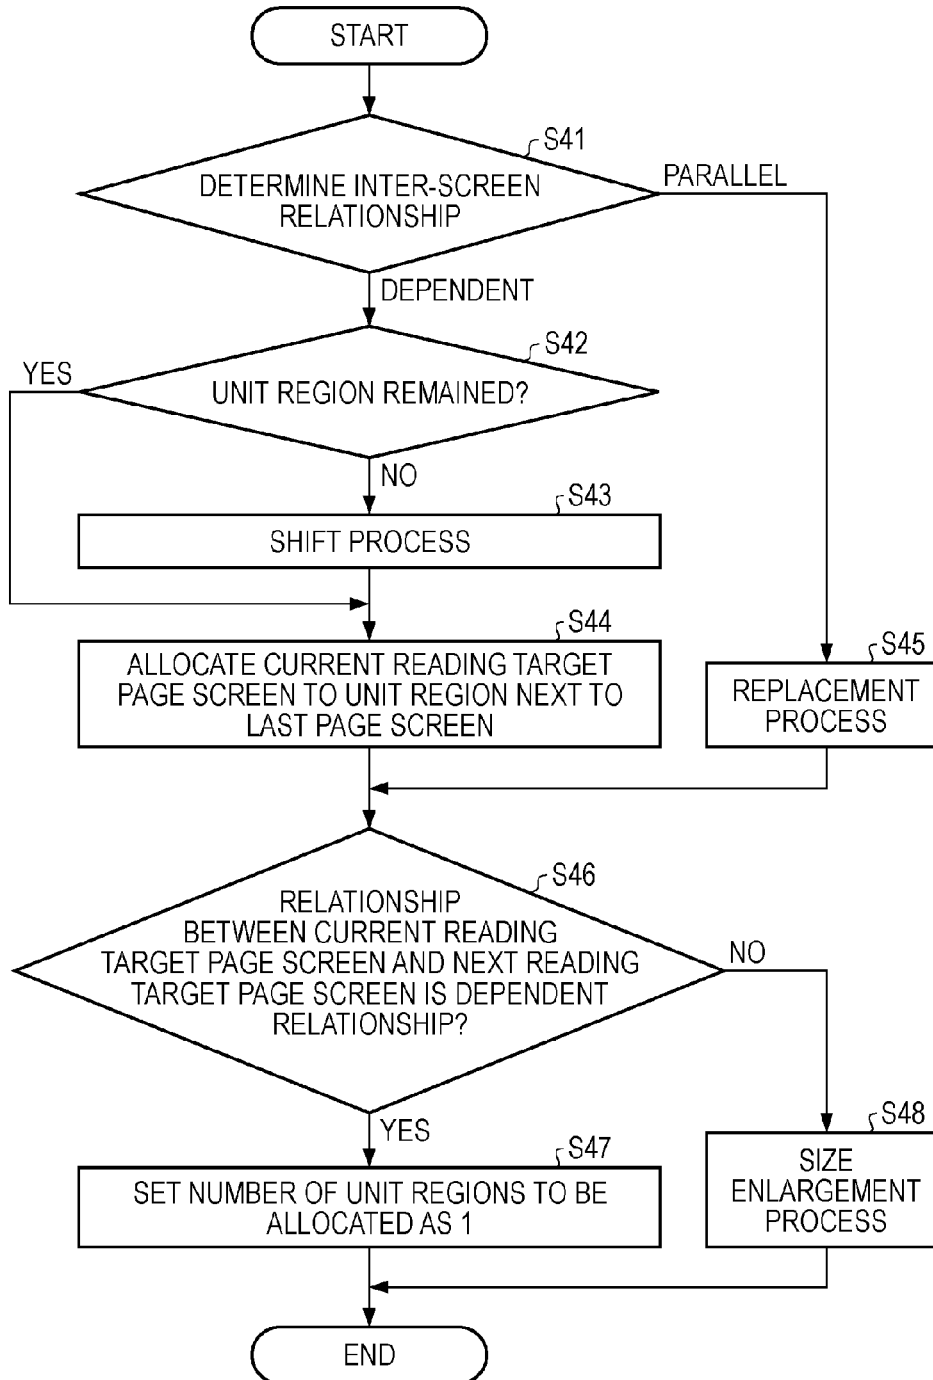 START
S41
DETERMINE INTER-SCREEN
RELATIONSHIP
PARALLEL
DEPENDENT
S42
YES
UNIT REGION REMAINED?
NO
S43
SHIFT PROCESS
S44
ALLOCATE CURRENT READING TARGET
PAGE SCREEN TO UNIT REGION NEXT TO
LAST PAGE SCREEN
S45
REPLACEMENT
PROCESS
S46
RELATIONSHIP
BETWEEN CURRENT READING
TARGET PAGE SCREEN AND NEXT READING
TARGET PAGE SCREEN IS DEPENDENT
RELATIONSHIP?
NO
YES
S47
SET NUMBER OF UNIT REGIONS TO BE
ALLOCATED AS 1
S48
SIZE
ENLARGEMENT
PROCESS
END